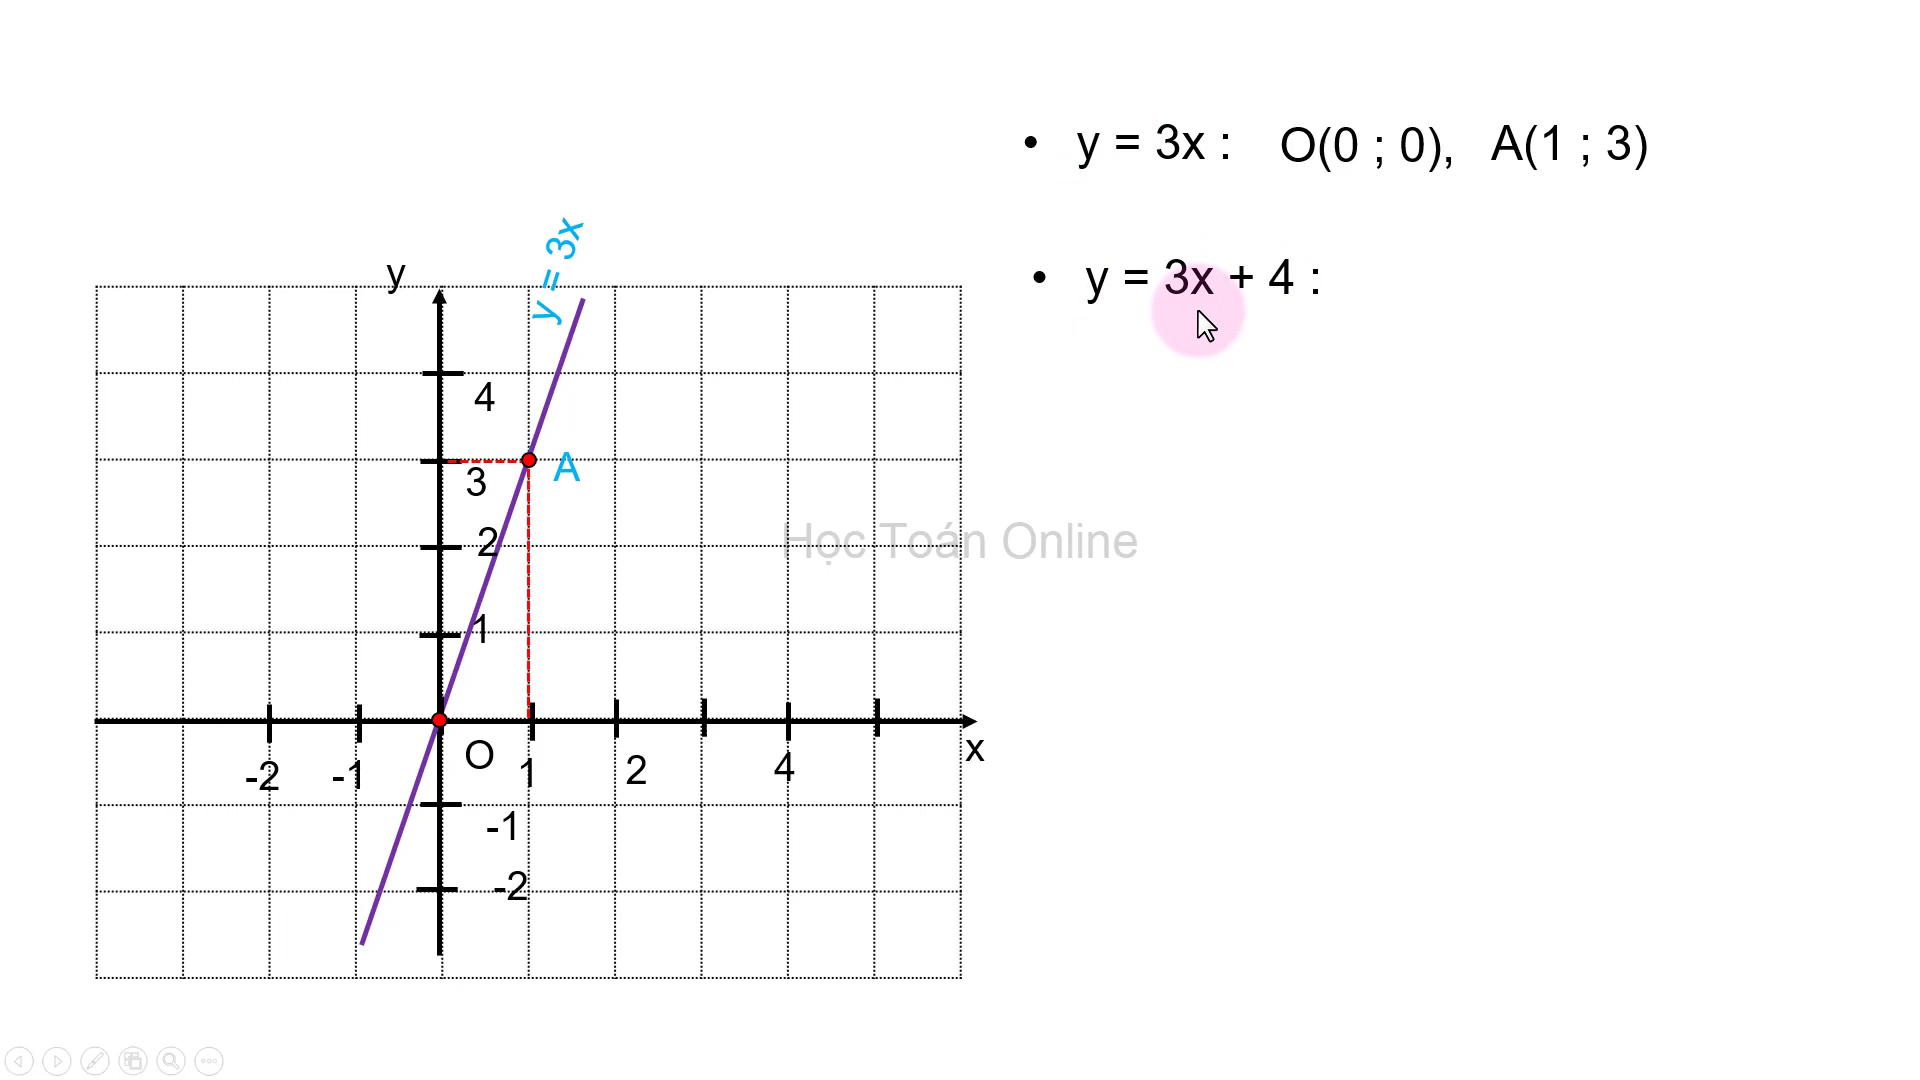 • y = 3x : O(0 ; 0), A(1 ; 3)
• y = 3x + 4 :
y = 3x
y
4
A
3
2
Học Toán Online
1
O
x
-2 -1 1 2 4
-1
-2